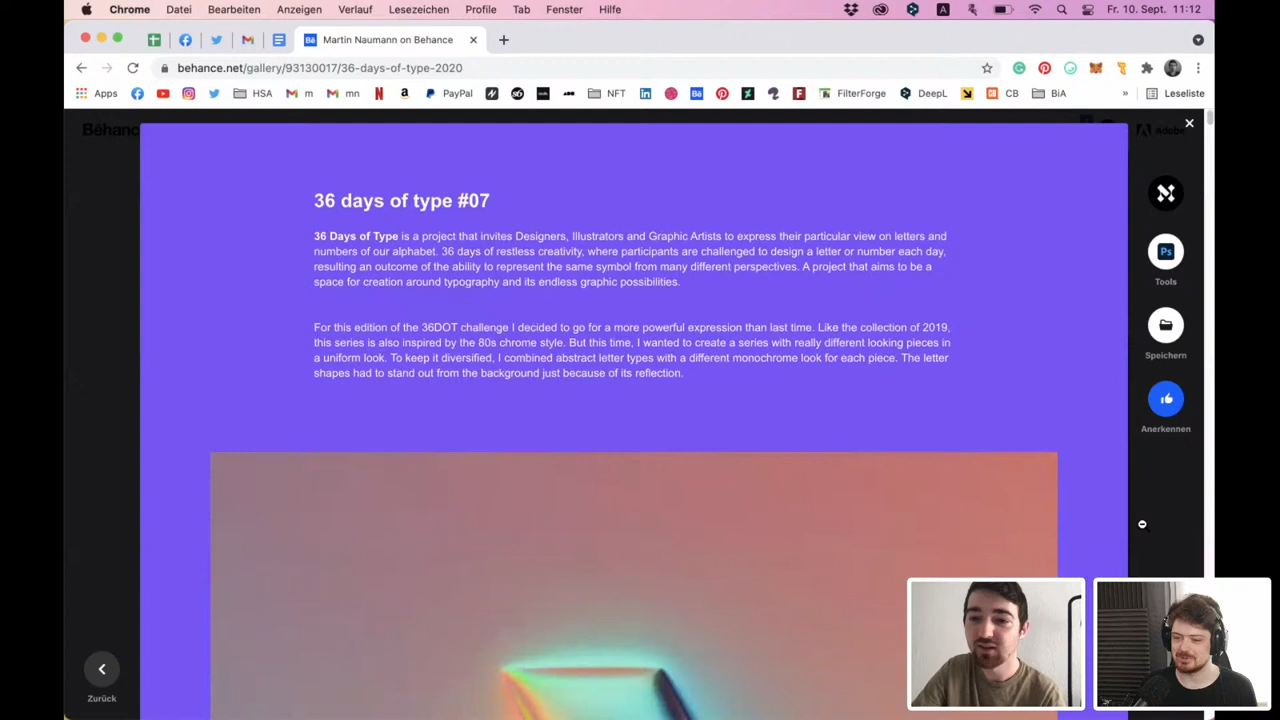 Chrome Datei Bearbeiten Anzeigen Verlauf Lesezeichen Profile Tab Fenster Hilfe A Fr. 10. Sept. 11:12
Bē Martin Naumann on Behance
behance.net/gallery/93130017/36-days-of-type-2020
Apps HSA m mn PayPal NFT FilterForge DeepL CB BiA » Leseliste
Behanc
Adobe
36 days of type #07
36 Days of Type is a project that invites Designers, Illustrators and Graphic Artists to express their particular view on letters and
numbers of our alphabet. 36 days of restless creativity, where participants are challenged to design a letter or number each day,
resulting an outcome of the ability to represent the same symbol from many different perspectives. A project that aims to be a
space for creation around typography and its endless graphic possibilities.
For this edition of the 36DOT challenge I decided to go for a more powerful expression than last time. Like the collection of 2019,
this series is also inspired by the 80s chrome style. But this time, I wanted to create a series with really different looking pieces in
a uniform look. To keep it diversified, I combined abstract letter types with a different monochrome look for each piece. The letter
shapes had to stand out from the background just because of its reflection.
Ps
Tools
Speichern
Anerkennen
Zurück